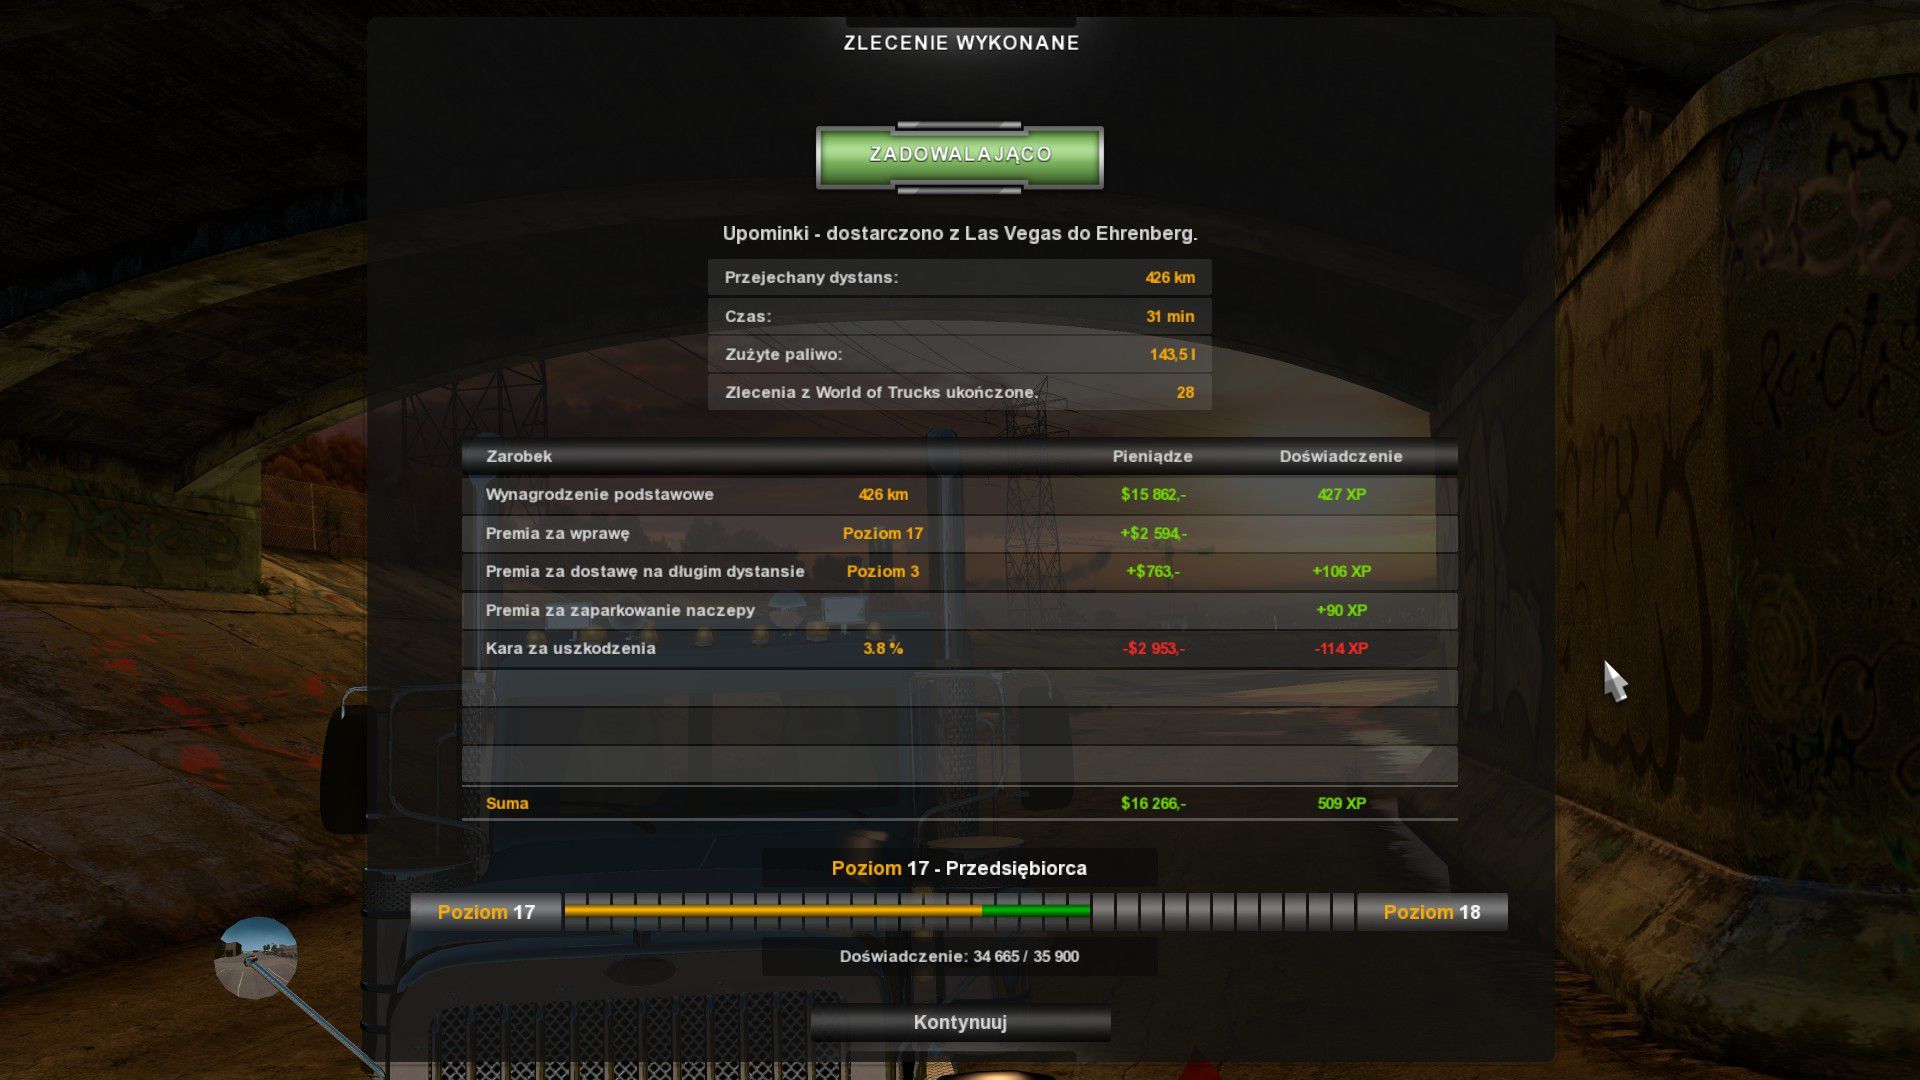 ZLECENIE WYKONANE
ZADOWALAJĄCO
Upominki - dostarczono z Las Vegas do Ehrenberg.
Przejechany dystans: 426 km
Czas: 31 min
Zużyte paliwo: 143,5 l
Zlecenia z World of Trucks ukończone. 28
Zarobek Pieniądze Doświadczenie
Wynagrodzenie podstawowe 426 km $15 862,- 427 XP
Premia za wprawę Poziom 17 +$2 594,-
Premia za dostawę na długim dystansie Poziom 3 +$763,- +106 XP
Premia za zaparkowanie naczepy +90 XP
Kara za uszkodzenia 3.8 % -$2 953,- -114 XP
Suma $16 266,- 509 XP
Poziom 17 - Przedsiębiorca
Poziom 17 Poziom 18
Doświadczenie: 34 665 / 35 900
Kontynuuj